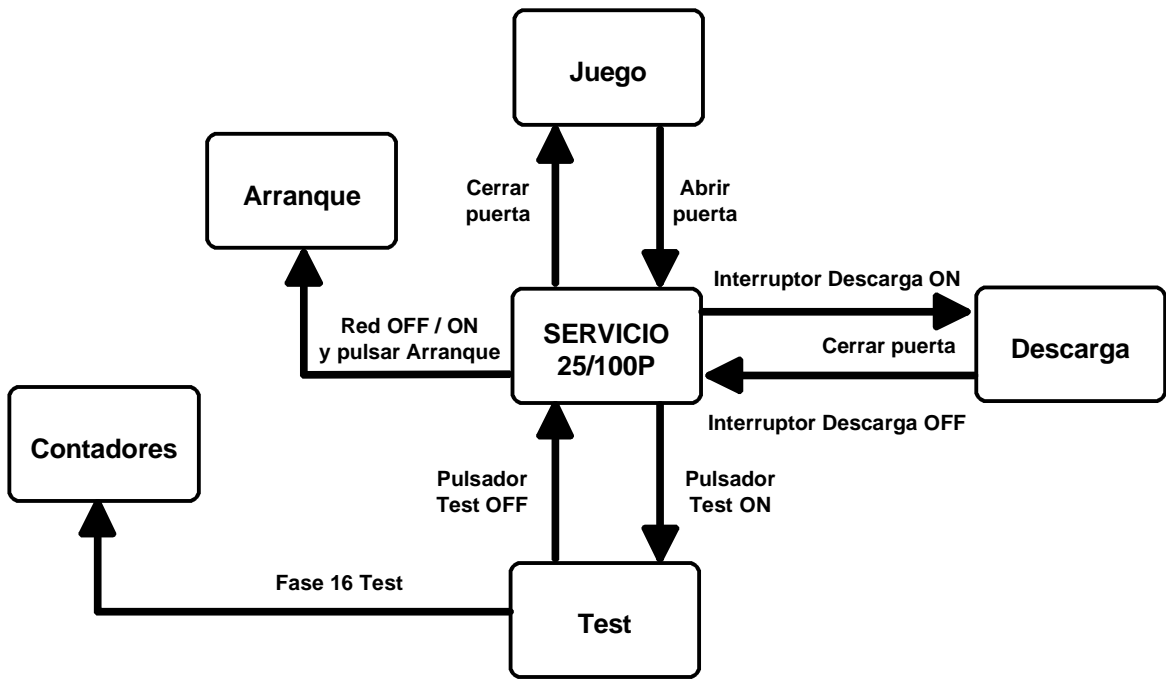 Juego
Arranque
Cerrar
puerta
Abrir
puerta
Interruptor Descarga ON
Red OFF / ON
y pulsar Arranque
SERVICIO
25/100P
Cerrar puerta
Descarga
Interruptor Descarga OFF
Contadores
Pulsador
Test OFF
Pulsador
Test ON
Fase 16 Test
Test